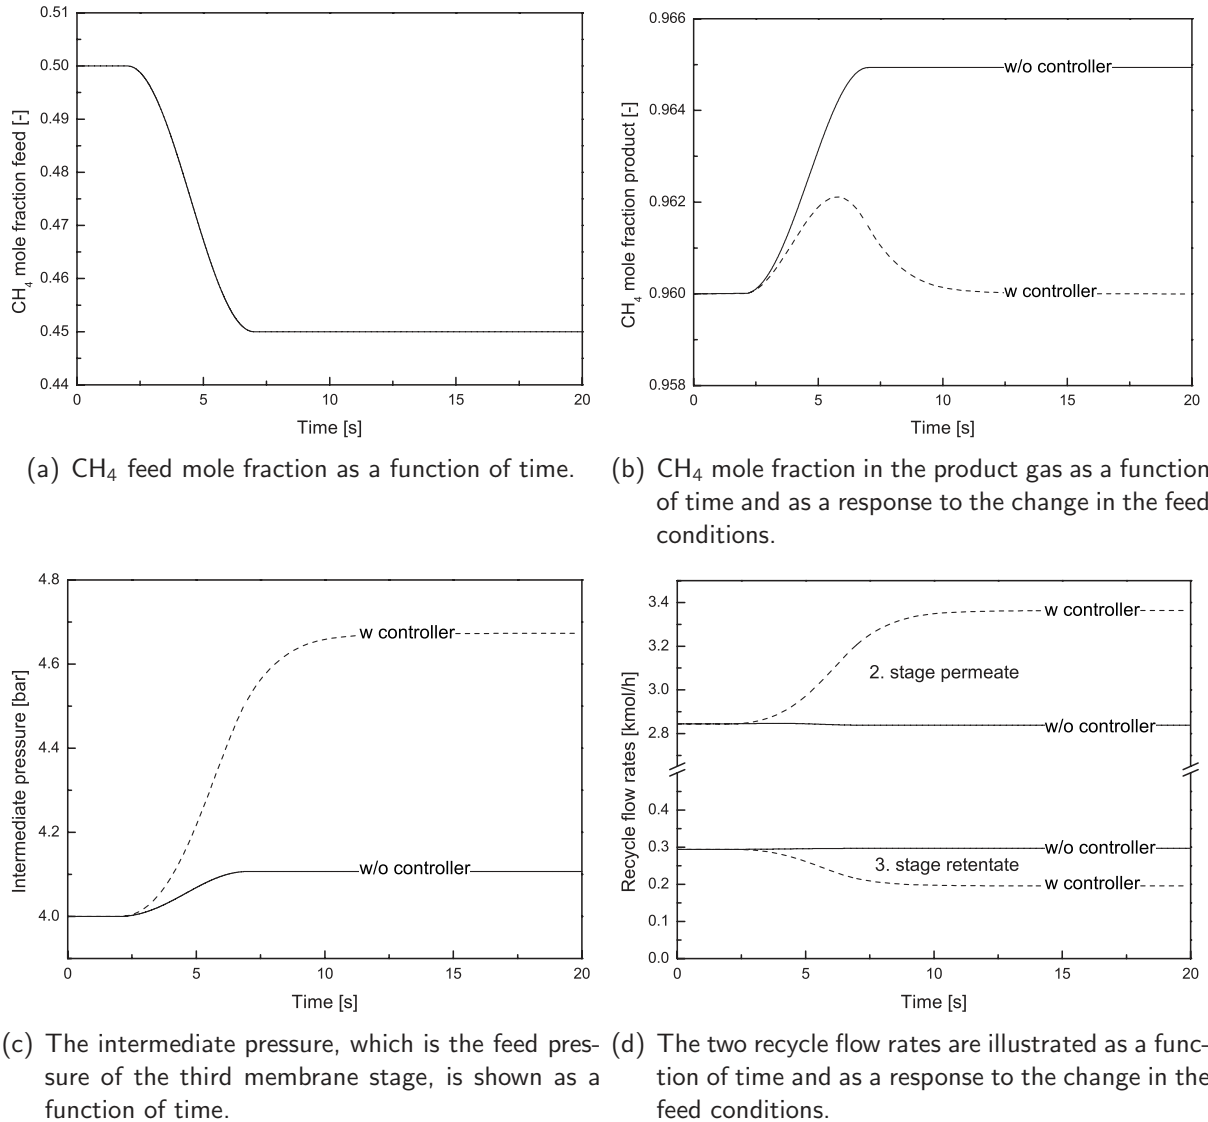 0.51
0.50
0.49
0.48
0.47
0.46
0.45
0.44
CH4 mole fraction feed [-]
0
5
10
15
20
Time [s]
(a) CH4 feed mole fraction as a function of time.
0.966
0.964
0.962
0.960
0.958
CH4 mole fraction product [-]
w/o controller
w controller
0
5
10
15
20
Time [s]
(b) CH4 mole fraction in the product gas as a function
of time and as a response to the change in the feed
conditions.
4.8
4.6
4.4
4.2
4.0
Intermediate pressure [bar]
w controller
w/o controller
0
5
10
15
20
Time [s]
(c) The intermediate pressure, which is the feed pres-
sure of the third membrane stage, is shown as a
function of time.
3.4
3.2
3.0
2.8
0.4
0.3
0.2
0.1
0.0
Recycle flow rates [kmol/h]
w controller
2. stage permeate
w/o controller
w/o controller
3. stage retentate
w controller
0
5
10
15
20
Time [s]
(d) The two recycle flow rates are illustrated as a func-
tion of time and as a response to the change in the
feed conditions.